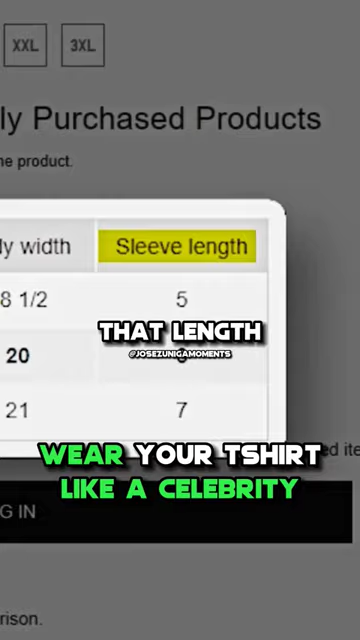 XXL 3XL
ly Purchased Products
he product.
ly width Sleeve length
8 1/2 5
THAT LENGTH
@JOSEZUNIGAMOMENTS
20
21 7
WEAR YOUR TSHIRT
LIKE A CELEBRITY
ed ite
G IN
rison.